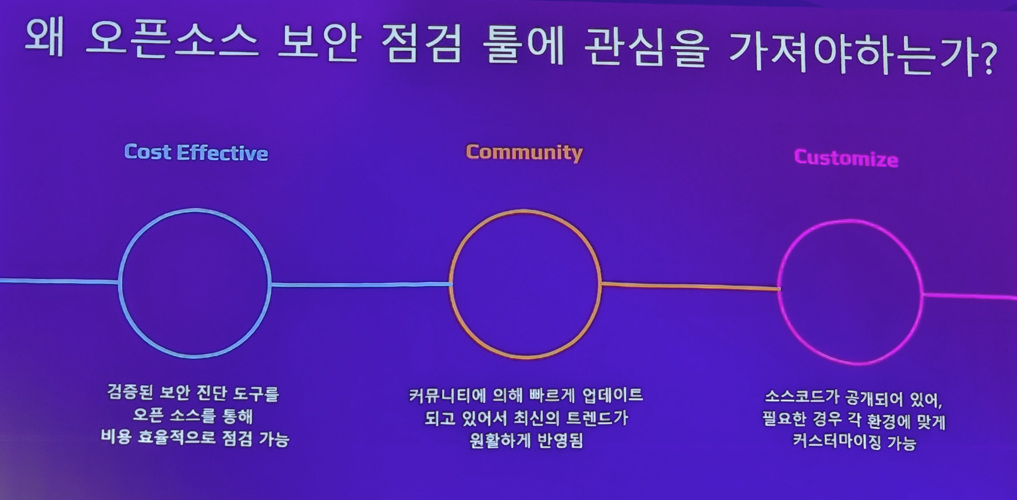 왜 오픈소스 보안 점검 툴에 관심을 가져야하는가?
Cost Effective
Community
Customize
검증된 보안 진단 도구를
오픈 소스를 통해
비용 효율적으로 점검 가능
커뮤니티에 의해 빠르게 업데이트
되고 있어서 최신의 트렌드가
원활하게 반영됨
소스코드가 공개되어 있어,
필요한 경우 각 환경에 맞게
커스터마이징 가능